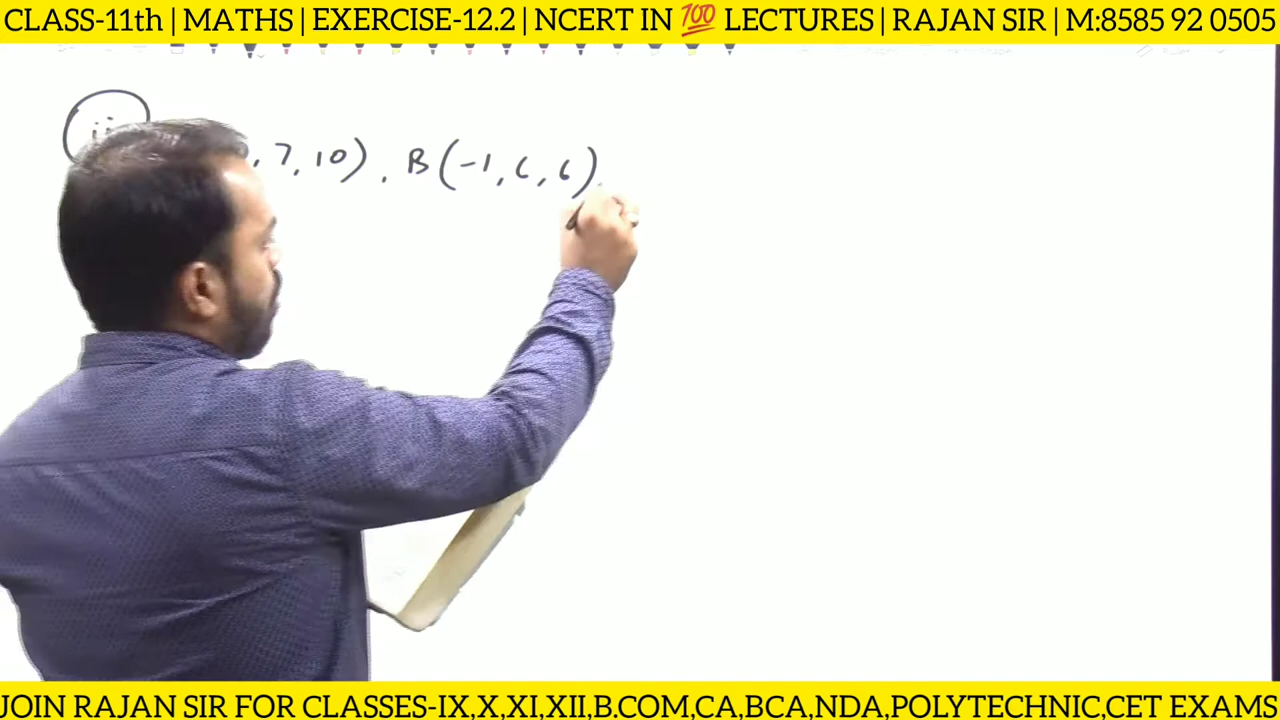 CLASS-11th | MATHS | EXERCISE-12.2 | NCERT IN 💯 LECTURES | RAJAN SIR | M:8585 92 0505
ii
, 7, 10), B(-1, 6, 6)
JOIN RAJAN SIR FOR CLASSES-IX,X,XI,XII,B.COM,CA,BCA,NDA,POLYTECHNIC,CET EXAMS